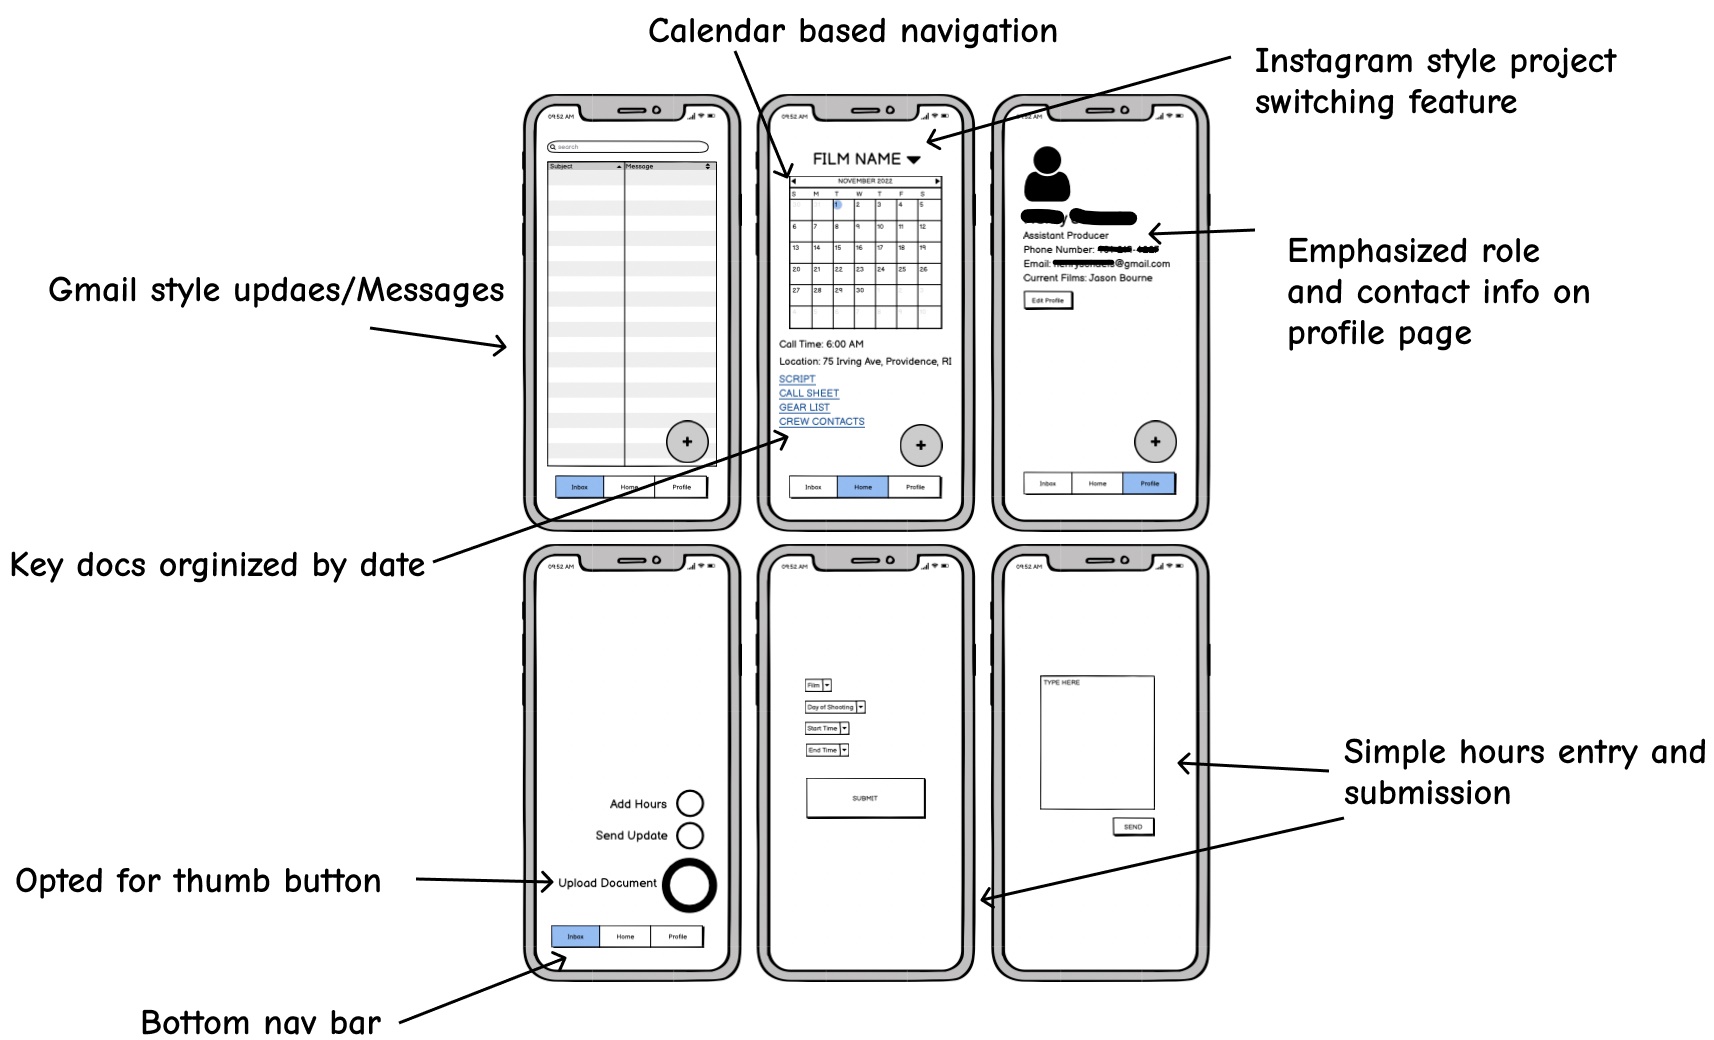 Calendar based navigation
Instagram style project
switching feature
Gmail style updaes/Messages
Key docs orginized by date
Emphasized role
and contact info on
profile page
Opted for thumb button
Bottom nav bar
Simple hours entry and
submission
09:52 AM
search
Subject Message
+
Inbox Home Profile
09:52 AM
FILM NAME
NOVEMBER 2022
S M T W T F S
1 2 3 4 5
6 7 8 9 10 11 12
13 14 15 16 17 18 19
20 21 22 23 24 25 26
27 28 29 30
Call Time: 6:00 AM
Location: 75 Irving Ave, Providence, RI
SCRIPT
CALL SHEET
GEAR LIST
CREW CONTACTS
+
Inbox Home Profile
09:52 AM
Assistant Producer
Phone Number:
Email: @gmail.com
Current Films: Jason Bourne
Edit Profile
+
Inbox Home Profile
09:52 AM
Add Hours
Send Update
Upload Document
Inbox Home Profile
09:52 AM
Film
Day of Shooting
Start Time
End Time
SUBMIT
09:52 AM
TYPE HERE
SEND